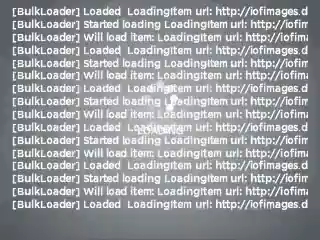 [BulkLoader] Loaded LoadingItem url: http://iofimages.d
[BulkLoader] Started loading LoadingItem url: http://iofim
[BulkLoader] Will load item: LoadingItem url: http://iofima
[BulkLoader] Loaded LoadingItem url: http://iofimages.d
[BulkLoader] Started loading LoadingItem url: http://iofim
[BulkLoader] Will load item: LoadingItem url: http://iofima
[BulkLoader] Loaded LoadingItem url: http://iofimages.d
[BulkLoader] Started loading LoadingItem url: http://iofim
[BulkLoader] Will load item: LoadingItem url: http://iofima
[BulkLoader] Loaded LoadingItem url: http://iofimages.d
LOADING
[BulkLoader] Started loading LoadingItem url: http://iofim
[BulkLoader] Will load item: LoadingItem url: http://iofima
[BulkLoader] Loaded LoadingItem url: http://iofimages.d
[BulkLoader] Started loading LoadingItem url: http://iofim
[BulkLoader] Will load item: LoadingItem url: http://iofima
[BulkLoader] Loaded LoadingItem url: http://iofimages.d